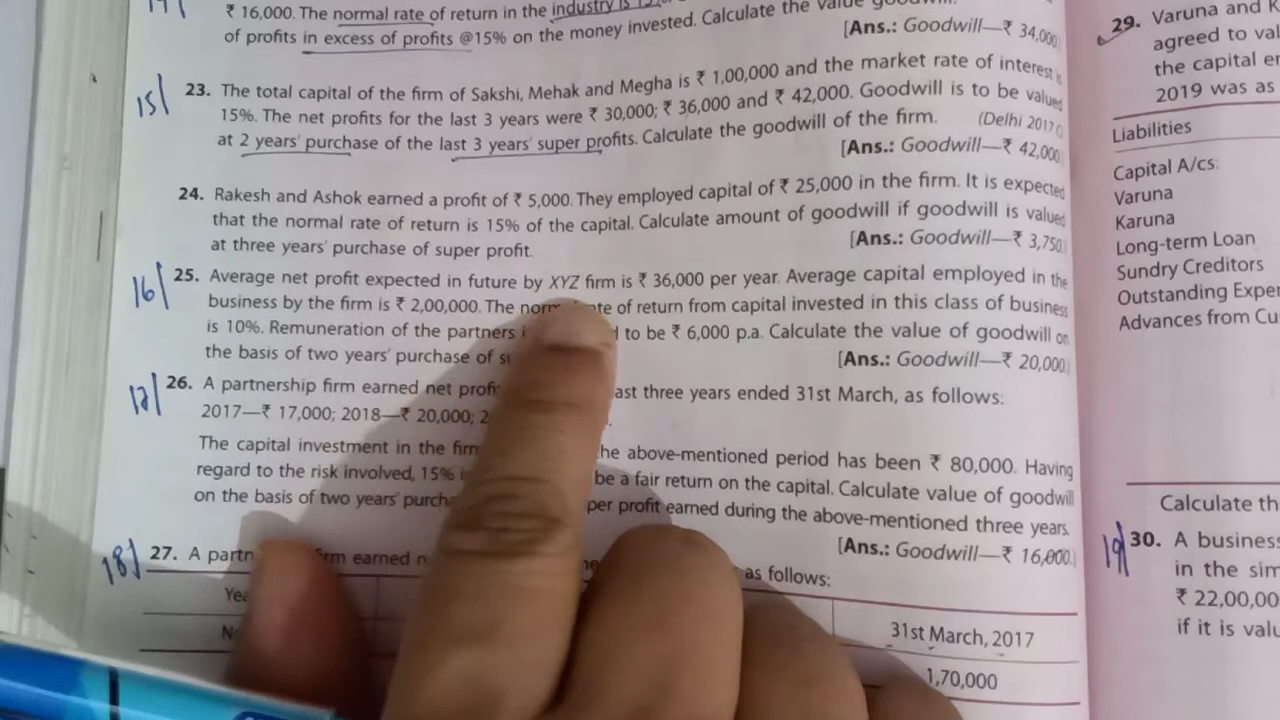 17/
₹ 16,000. The normal rate of return in the industry is 15% Calculate the value
of profits in excess of profits @15% on the money invested.
[Ans.: Goodwill—₹ 34,000
15/
23. The total capital of the firm of Sakshi, Mehak and Megha is ₹ 1,00,000 and the market rate of interest is
15%. The net profits for the last 3 years were ₹ 30,000; ₹ 36,000 and ₹ 42,000. Goodwill is to be valued
at 2 years' purchase of the last 3 years' super profits. Calculate the goodwill of the firm.
(Delhi 2017
[Ans.: Goodwill—₹ 42,000
24. Rakesh and Ashok earned a profit of ₹ 5,000. They employed capital of ₹ 25,000 in the firm. It is expected
that the normal rate of return is 15% of the capital. Calculate amount of goodwill if goodwill is valued
at three years' purchase of super profit.
[Ans.: Goodwill—₹ 3,750.]
16/
25. Average net profit expected in future by XYZ firm is ₹ 36,000 per year. Average capital employed in the
business by the firm is ₹ 2,00,000. The of return from capital invested in this class of business
is 10%. Remuneration of the partners to be ₹ 6,000 p.a. Calculate the value of goodwill on
the basis of two years' purchase of
[Ans.: Goodwill—₹ 20,000.]
17/
26. A partnership firm earned net three years ended 31st March, as follows:
2017—₹ 17,000; 2018—₹ 20,000;
The capital investment in the firm the above-mentioned period has been ₹ 80,000. Having
regard to the risk involved, 15% be a fair return on the capital. Calculate value of goodwill
on the basis of two years' profit earned during the above-mentioned three years.
[Ans.: Goodwill—₹ 16,000.]
18/
27. A earned as follows:
31st March, 2017
1,70,000
29. Varuna and
agreed to
the capital
2019 was as
Liabilities
Capital A/cs:
Varuna
Karuna
Long-term Loan
Sundry Creditors
Outstanding
Advances from
Calculate
19/
30. A
in the
₹ 22,00,00
if it is